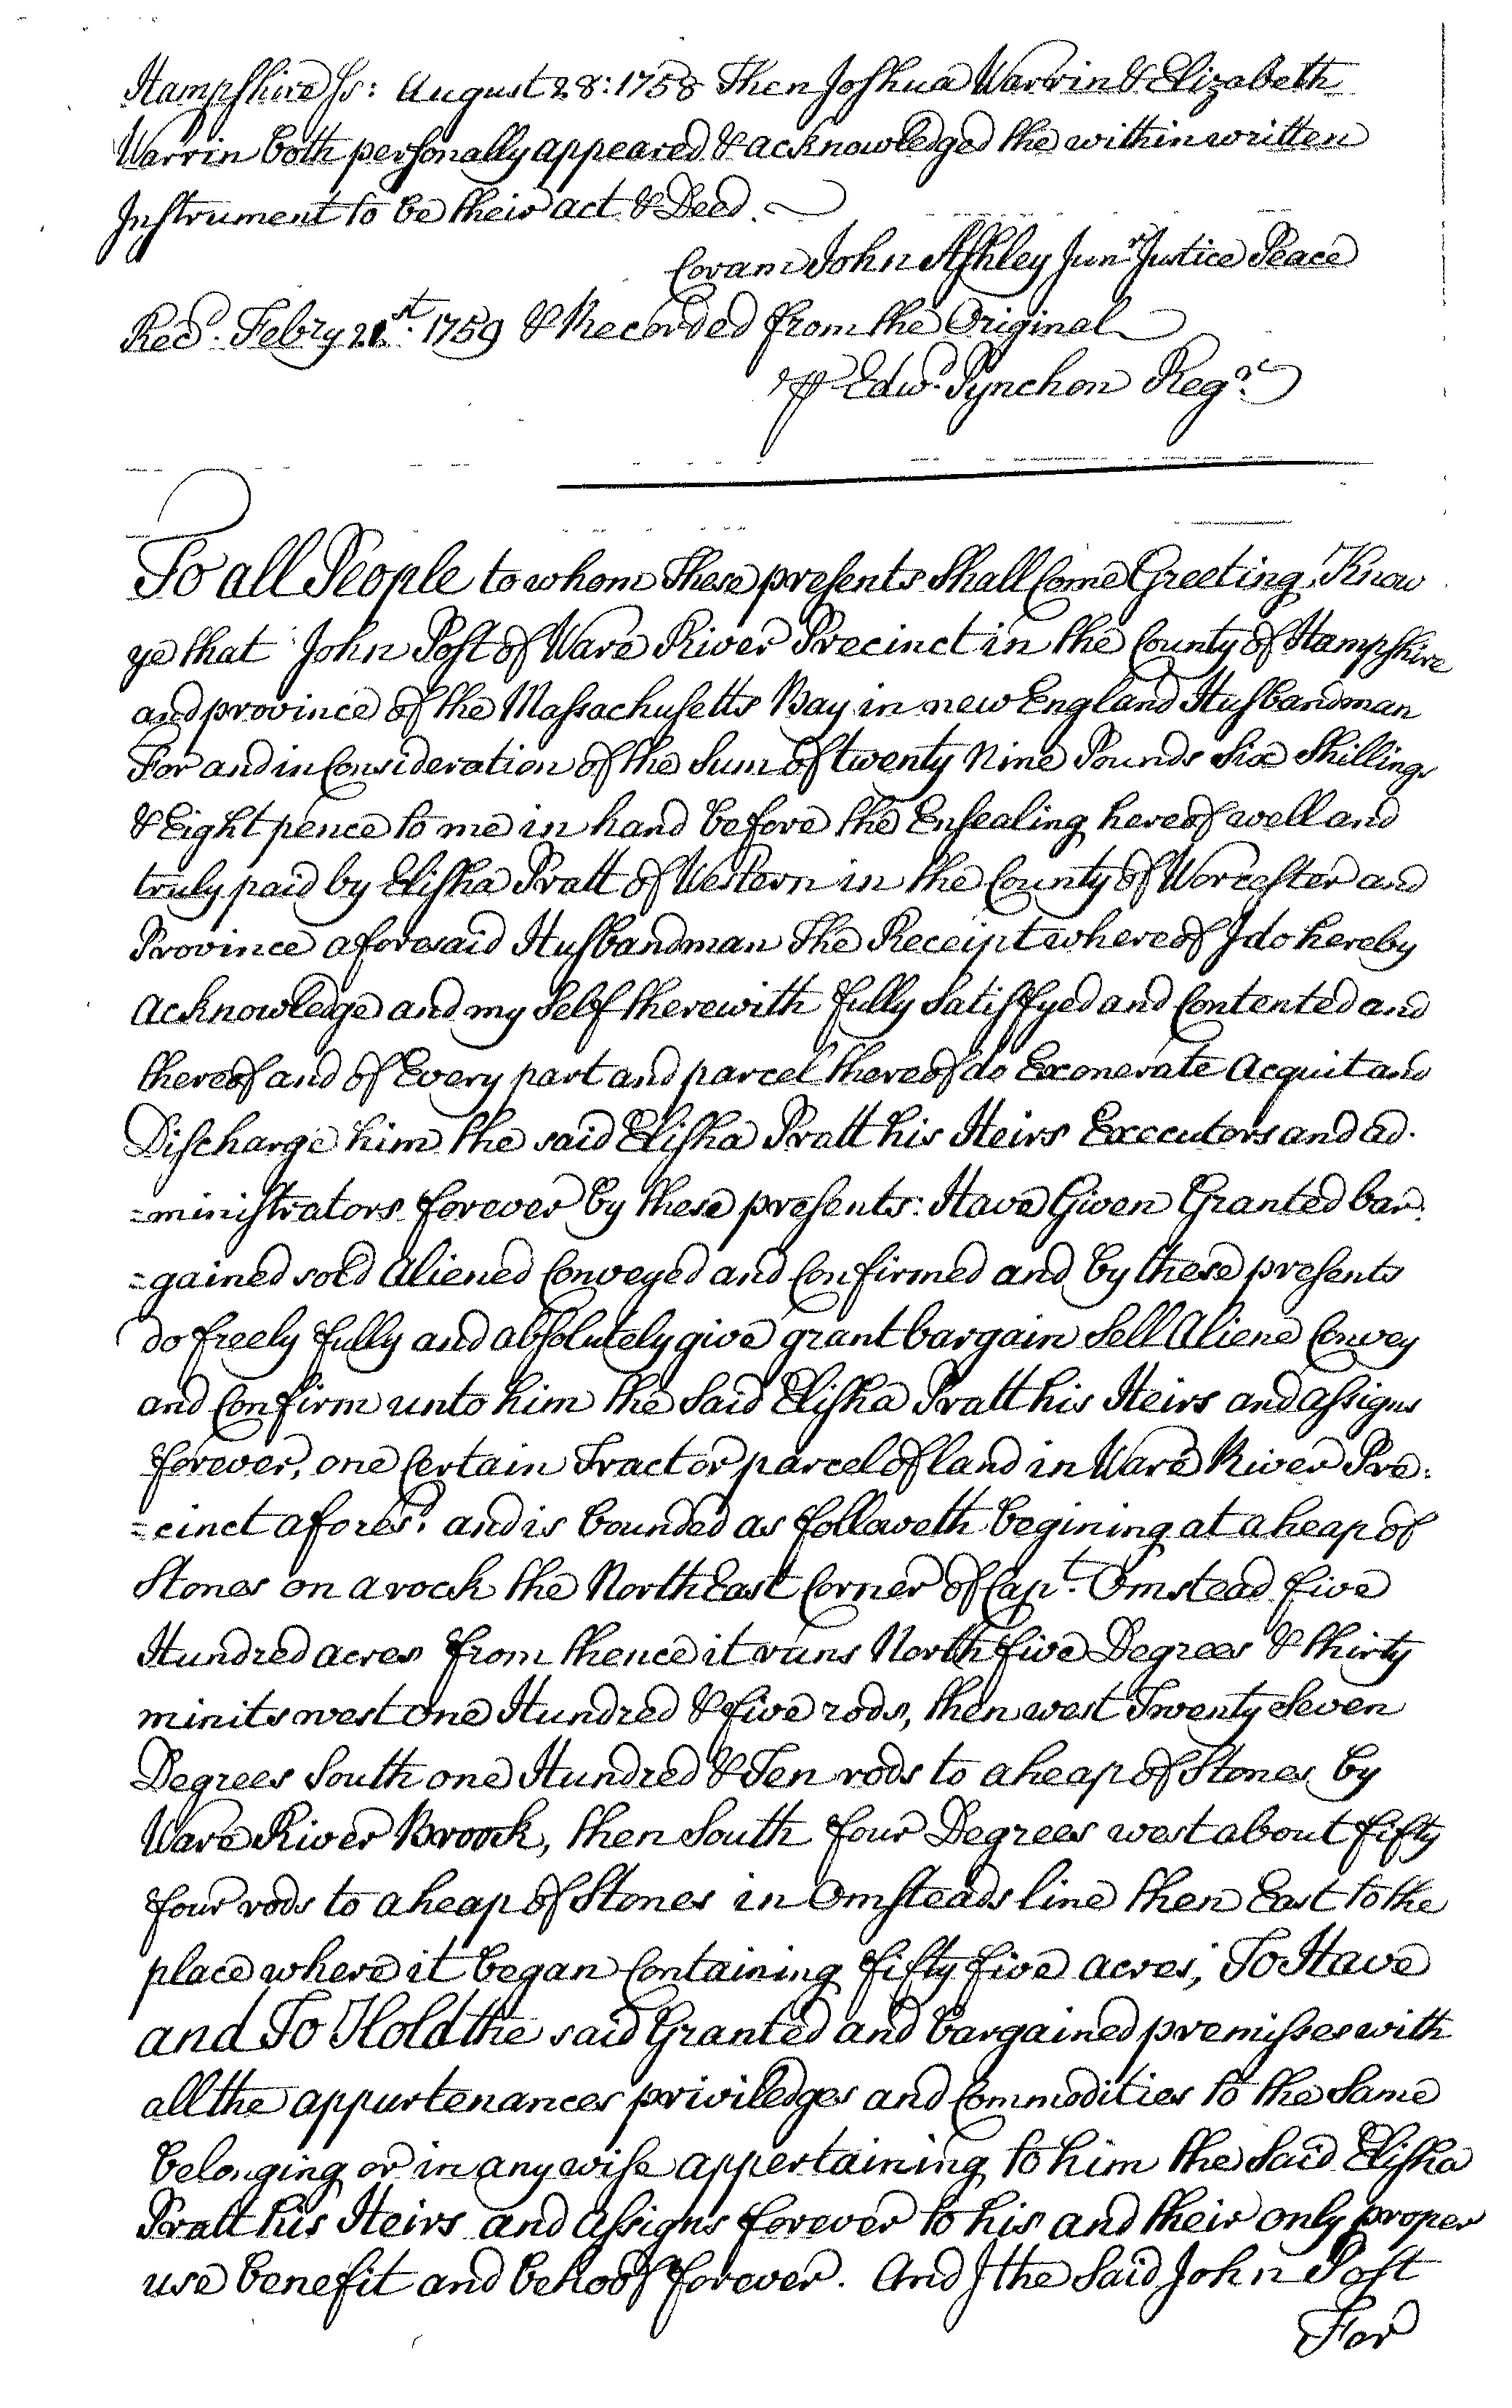 Hampshire Ss: August 28: 1758 Then Joshua Warrin & Elizabeth
Warrin both personally appeared & acknowledged the within written
Instrument to be their act & Deed.
Coram John Ashley Junr Justice Peace
Recd. Febry 21st. 1759 & Recorded from the Original
⅌ Edwd. Pynchon Regr.
To all People to whom these presents shall Come Greeting, Know
ye that John Post of Ware River Precinct in the County of Hampshire
and province of the Massachusetts Bay in new England Husbandman
For and in Consideration of the Sum of twenty Nine Pounds Six Shillings
& Eight pence to me in hand before the Ensealing hereof well and
truly paid by Elisha Pratt of Western in the County of Worcester and
Province aforesaid Husbandman the Receipt whereof I do hereby
acknowledge and my Self therewith fully Satisfyed and Contented and
thereof and of Every part and parcel thereof do Exonerate acquit and
Discharge him the said Elisha Pratt his Heirs Executors and ad-
=ministrators forever by these presents: Have Given Granted bar-
=gained sold aliened Conveyed and Confirmed and by these presents
do freely fully and absolutely give grant bargain Sell aliene Convey
and Confirm unto him the Said Elisha Pratt his Heirs and assigns
forever, one Certain Tract or parcel of land in Ware River Pre:
=cinct aforesd. and is bounded as followeth begining at a heap of
Stones on a rock the North East Corner of Capt. Omstead five
Hundred acres from thence it runs North five Degrees & thirty
minits west one Hundred & five rods, then west Twenty Seven
Degrees South one Hundred & Ten rods to a heap of Stones by
Ware River Broock, then South four Degrees west about fifty
four rods to a heap of Stones in Omsteads line then East to the
place where it began Containing fifty five acres, To Have
and To Hold the said Granted and bargained premisses with
all the appurtenances priviledges and Commodities to the Same
belonging or in any wise appertaining to him the Said Elisha
Pratt his Heirs and assigns forever to his and their only proper
use benefit and behoof forever. And I the Said John Post
For